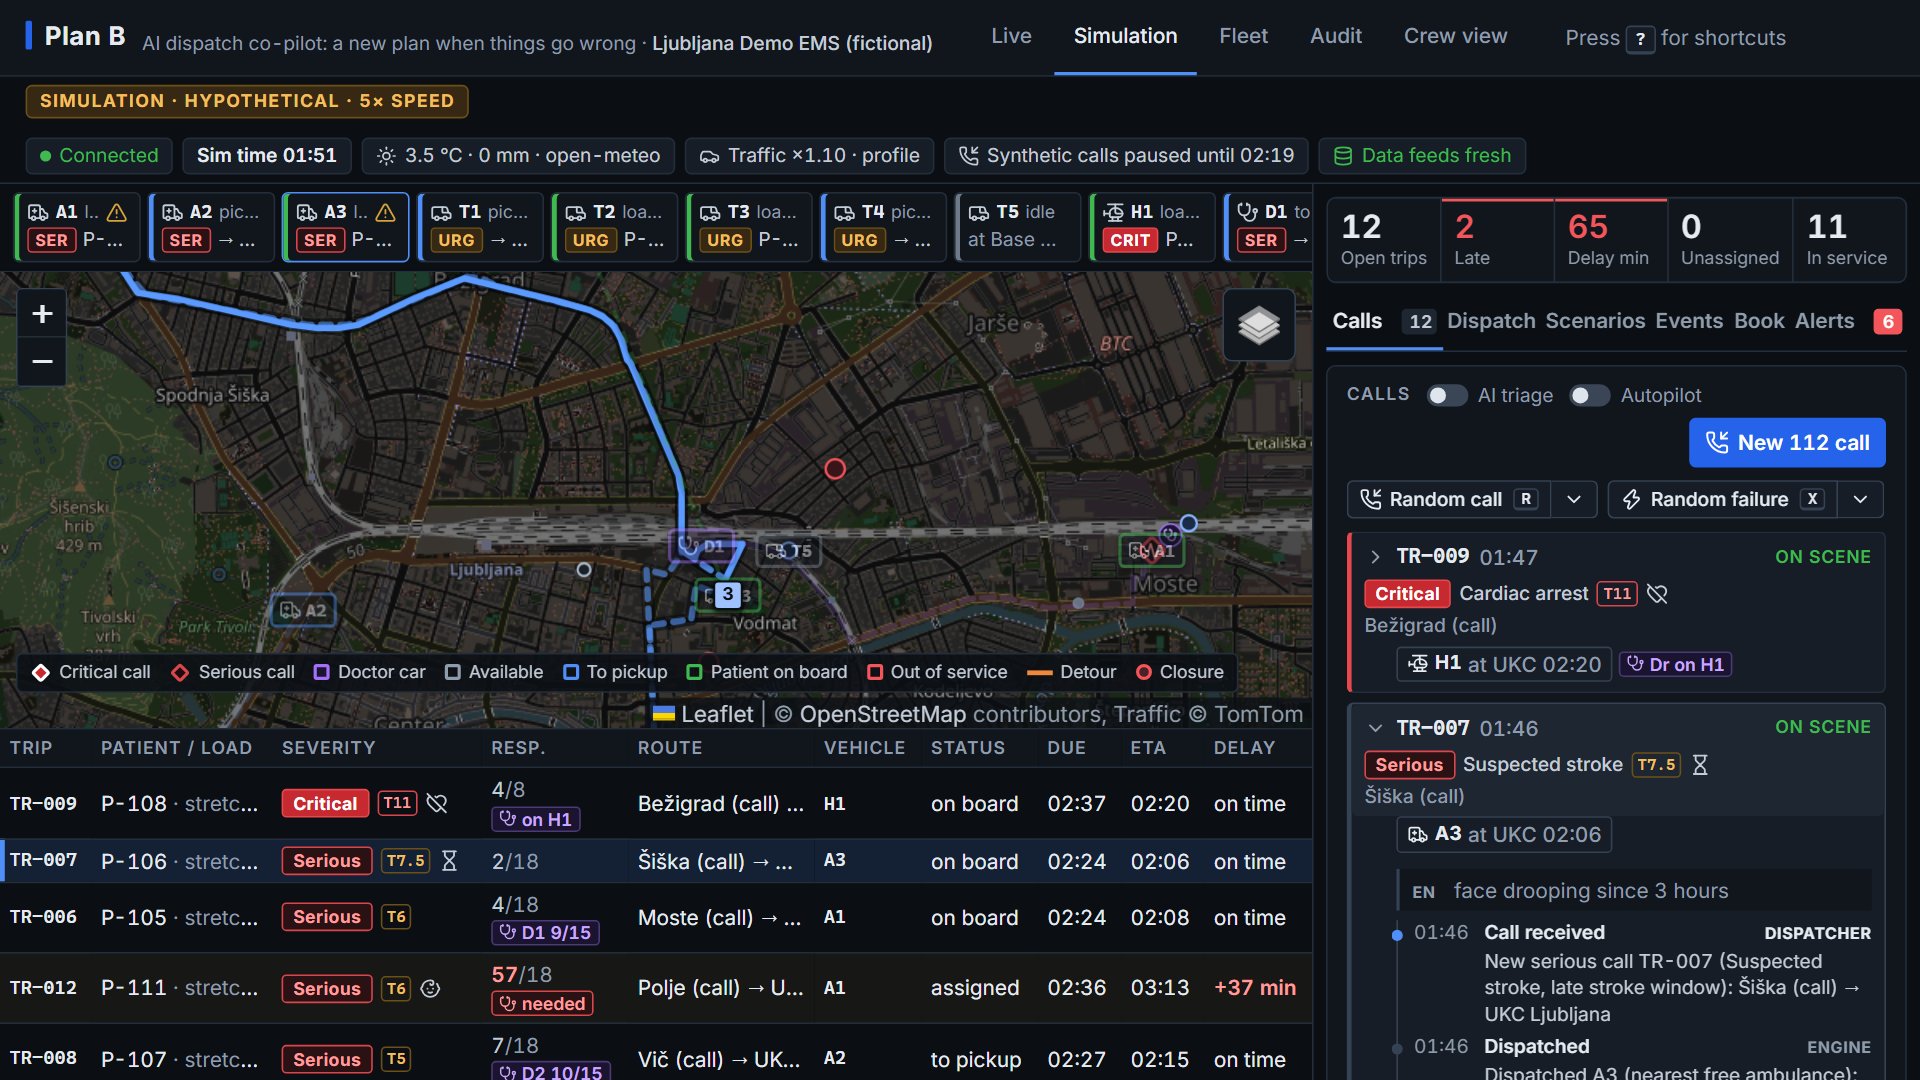 Plan B AI dispatch co-pilot: a new plan when things go wrong · Ljubljana Demo EMS (fictional)
Live Simulation Fleet Audit Crew view Press ? for shortcuts
SIMULATION · HYPOTHETICAL · 5× SPEED
Connected
Sim time 01:51
3.5 °C · 0 mm · open-meteo
Traffic ×1.10 · profile
Synthetic calls paused until 02:19
Data feeds fresh
A1 l...
SER P-...
A2 pic...
SER → ...
A3 l...
SER P-...
T1 pic...
URG → ...
T2 loa...
URG P-...
T3 loa...
URG P-...
T4 pic...
URG → ...
T5 idle
at Base ...
H1 loa...
CRIT P...
D1 to
SER →
12 Open trips
2 Late
65 Delay min
0 Unassigned
11 In service
+
−
Jarše
BTC
Spodnja Šiška
Letališka
Šišenski
hrib
429 m
50
Ljubljana
D1
T5
A1
Moste
A2
3
Vodmat
Tivolski
vrh
Park Tivoli
Center
Critical call
Serious call
Doctor car
Available
To pickup
Patient on board
Out of service
Detour
Closure
Leaflet | © OpenStreetMap contributors, Traffic © TomTom
TRIP PATIENT / LOAD SEVERITY RESP. ROUTE VEHICLE STATUS DUE ETA DELAY
TR-009 P-108 · stretc... Critical T11 4/8 on H1 Bežigrad (call) ... H1 on board 02:37 02:20 on time
TR-007 P-106 · stretc... Serious T7.5 2/18 Šiška (call) → ... A3 on board 02:24 02:06 on time
TR-006 P-105 · stretc... Serious T6 4/18 D1 9/15 Moste (call) → ... A1 on board 02:24 02:08 on time
TR-012 P-111 · stretc... Serious T6 57/18 needed Polje (call) → U... A1 assigned 02:36 03:13 +37 min
TR-008 P-107 · stretc... Serious T5 7/18 D2 10/15 Vič (call) → UK... A2 to pickup 02:27 02:15 on time
Calls 12 Dispatch Scenarios Events Book Alerts 6
CALLS AI triage Autopilot
New 112 call
Random call R
Random failure X
TR-009 01:47 ON SCENE
Critical Cardiac arrest T11
Bežigrad (call)
H1 at UKC 02:20 Dr on H1
TR-007 01:46 ON SCENE
Serious Suspected stroke T7.5
Šiška (call)
A3 at UKC 02:06
EN face drooping since 3 hours
01:46 Call received DISPATCHER
New serious call TR-007 (Suspected
stroke, late stroke window): Šiška (call) →
UKC Ljubljana
01:46 Dispatched ENGINE
Dispatched A3 (nearest free ambulance):